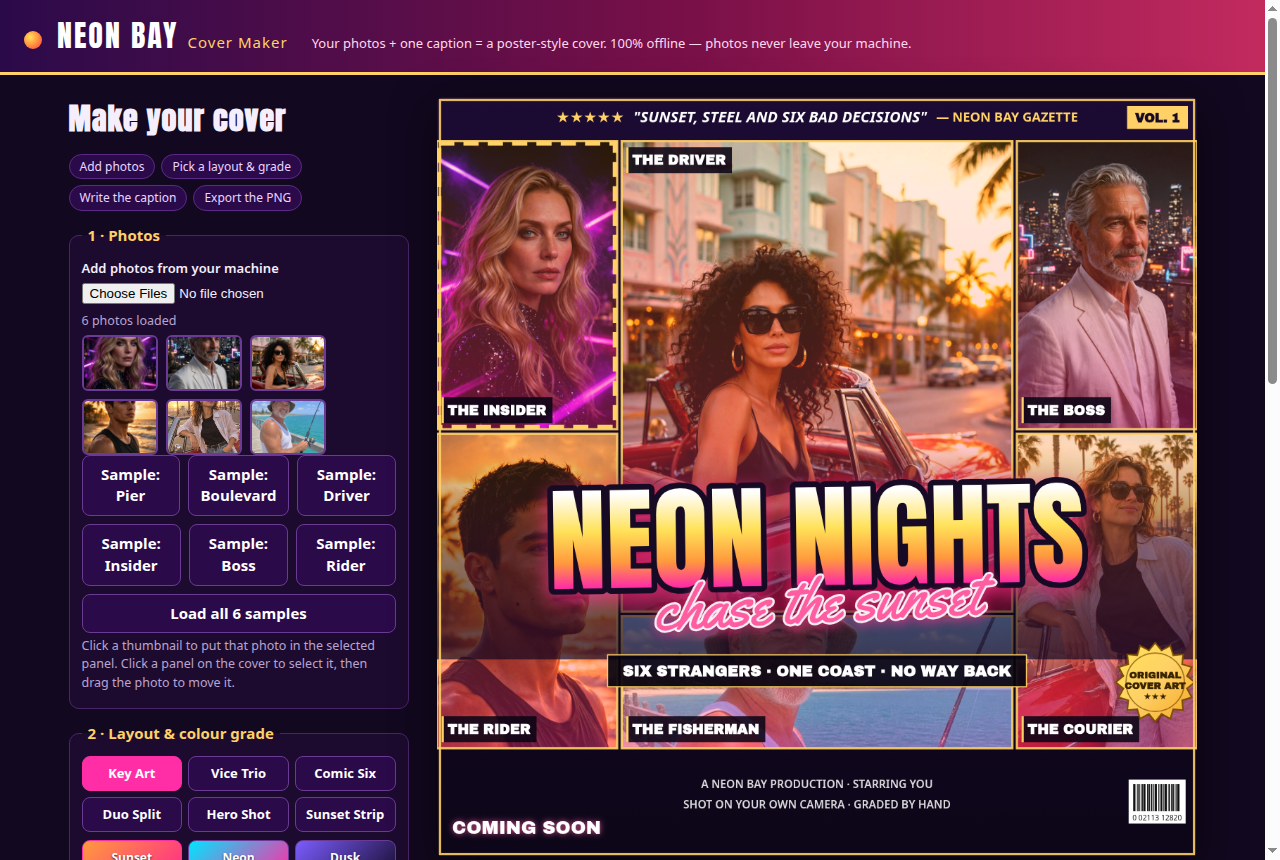 NEON BAY Cover Maker Your photos + one caption = a poster-style cover. 100% offline — photos never leave your machine.
Make your cover
Add photos
Pick a layout & grade
Write the caption
Export the PNG
1 · Photos
Add photos from your machine
Choose Files No file chosen
6 photos loaded
Sample: Pier
Sample: Boulevard
Sample: Driver
Sample: Insider
Sample: Boss
Sample: Rider
Load all 6 samples
Click a thumbnail to put that photo in the selected
panel. Click a panel on the cover to select it, then
drag the photo to move it.
2 · Layout & colour grade
Key Art
Vice Trio
Comic Six
Duo Split
Hero Shot
Sunset Strip
Sunset
Neon
Dusk
★★★★★ "SUNSET, STEEL AND SIX BAD DECISIONS" — NEON BAY GAZETTE
VOL. 1
THE DRIVER
THE INSIDER
THE BOSS
NEON NIGHTS
chase the sunset
SIX STRANGERS · ONE COAST · NO WAY BACK
ORIGINAL
COVER ART
★★★
THE RIDER
THE FISHERMAN
THE COURIER
A NEON BAY PRODUCTION · STARRING YOU
SHOT ON YOUR OWN CAMERA · GRADED BY HAND
COMING SOON
0 02113 12820